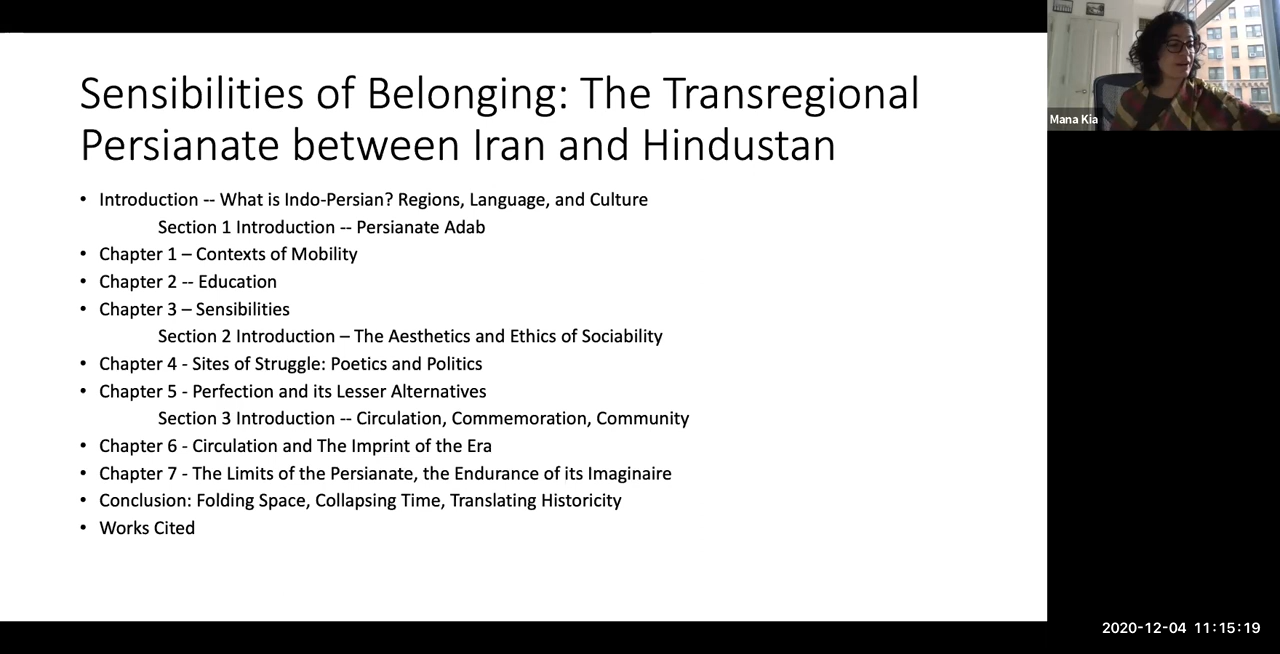 Sensibilities of Belonging: The Transregional
Persianate between Iran and Hindustan
• Introduction -- What is Indo-Persian? Regions, Language, and Culture
Section 1 Introduction -- Persianate Adab
• Chapter 1 – Contexts of Mobility
• Chapter 2 -- Education
• Chapter 3 – Sensibilities
Section 2 Introduction – The Aesthetics and Ethics of Sociability
• Chapter 4 - Sites of Struggle: Poetics and Politics
• Chapter 5 - Perfection and its Lesser Alternatives
Section 3 Introduction -- Circulation, Commemoration, Community
• Chapter 6 - Circulation and The Imprint of the Era
• Chapter 7 - The Limits of the Persianate, the Endurance of its Imaginaire
• Conclusion: Folding Space, Collapsing Time, Translating Historicity
• Works Cited
Mana Kia
2020-12-04 11:15:19